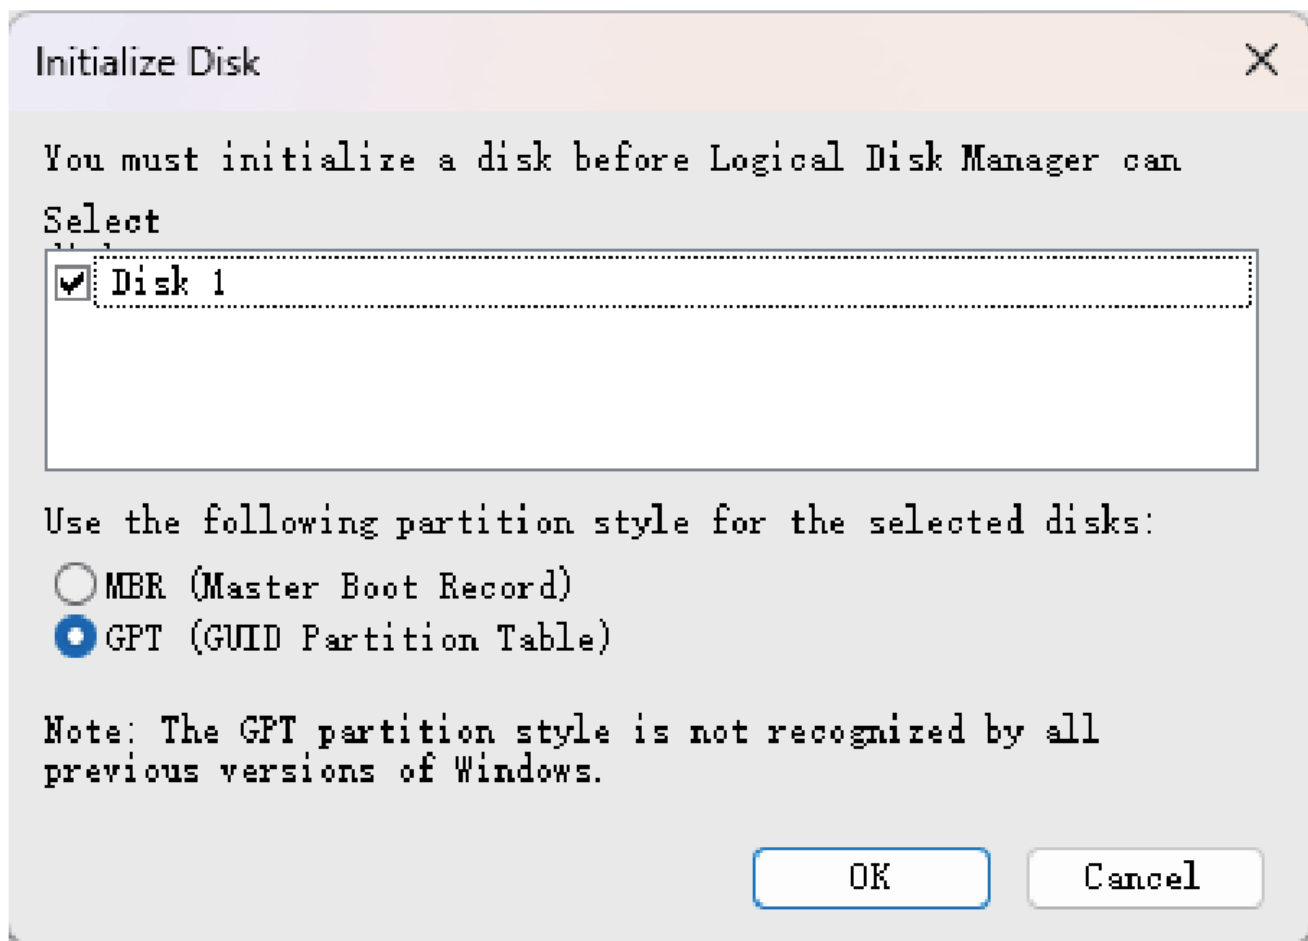 Initialize Disk
You must initialize a disk before Logical Disk Manager can
Select
Disk 1
Use the following partition style for the selected disks:
MBR (Master Boot Record)
GPT (GUID Partition Table)
Note: The GPT partition style is not recognized by all
previous versions of Windows.
OK Cancel